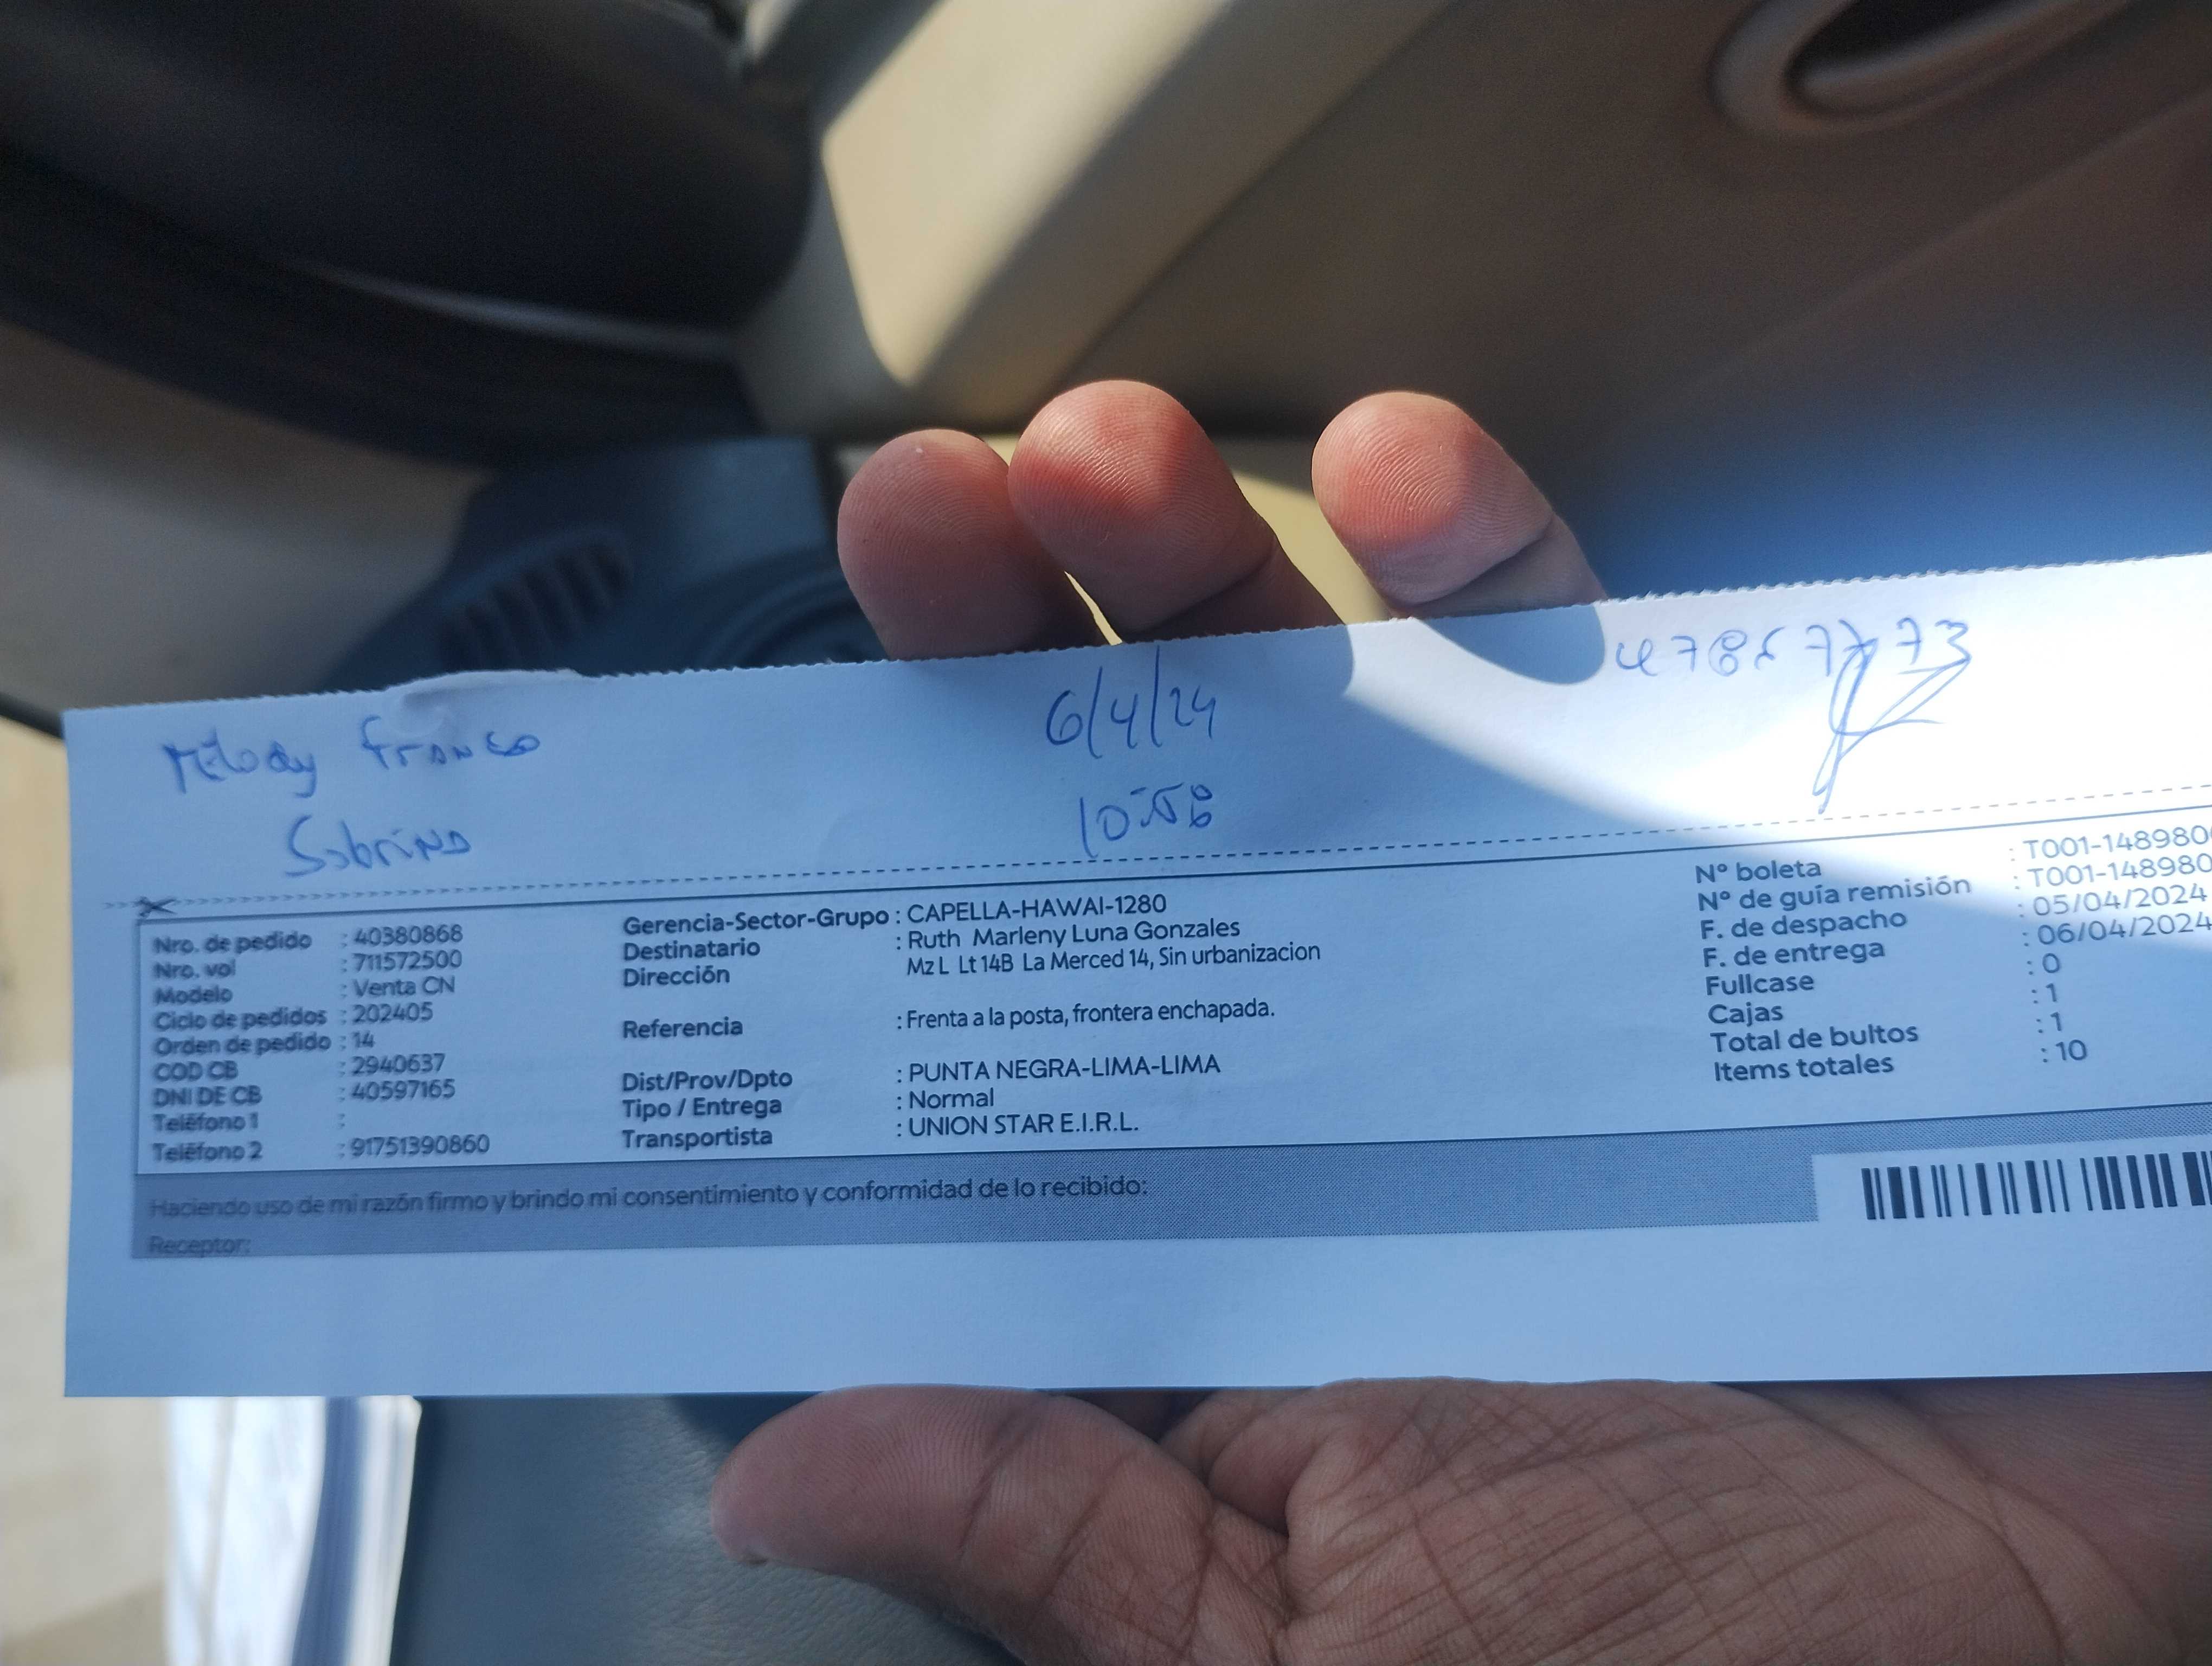 Melody Franco
Sobrina
6/4/24
10:56
Nro. de pedido : 40380868
Nro. vol : 711572500
Modelo : Venta CN
Ciclo de pedidos : 202405
Orden de pedido : 14
COD CB : 2940637
DNI DE CB : 40597165
Teléfono 1 :
Teléfono 2 : 91751390860
Gerencia-Sector-Grupo : CAPELLA-HAWAI-1280
Destinatario : Ruth Marleny Luna Gonzales
Dirección Mz L Lt 14B La Merced 14, Sin urbanizacion
Referencia : Frenta a la posta, frontera enchapada.
Dist/Prov/Dpto : PUNTA NEGRA-LIMA-LIMA
Tipo / Entrega : Normal
Transportista : UNION STAR E.I.R.L.
N° boleta : T001-148980
N° de guía remisión : T001-148980
F. de despacho : 05/04/2024
F. de entrega : 06/04/2024
Fullcase : 0
Cajas : 1
Total de bultos : 1
Items totales : 10
Haciendo uso de mi razón firmo y brindo mi consentimiento y conformidad de lo recibido:
Receptor: